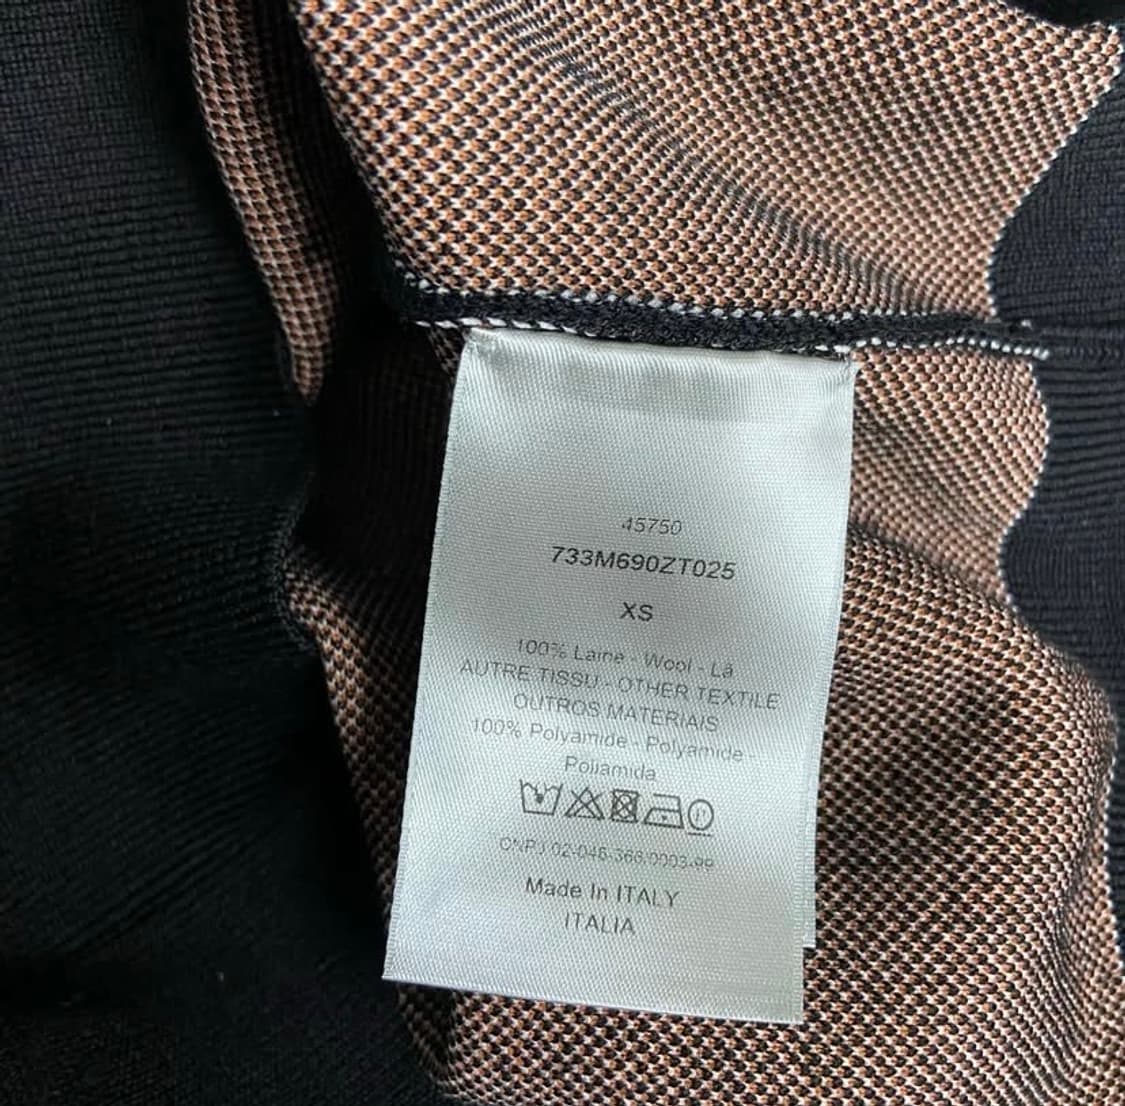 45750
733M690ZT025
XS
100% Laine - Wool - Lã
AUTRE TISSU - OTHER TEXTILE
OUTROS MATERIAIS
100% Polyamide - Polyamide -
Poliamida
CNPJ 02-046-368/0003-99
Made In ITALY
ITALIA